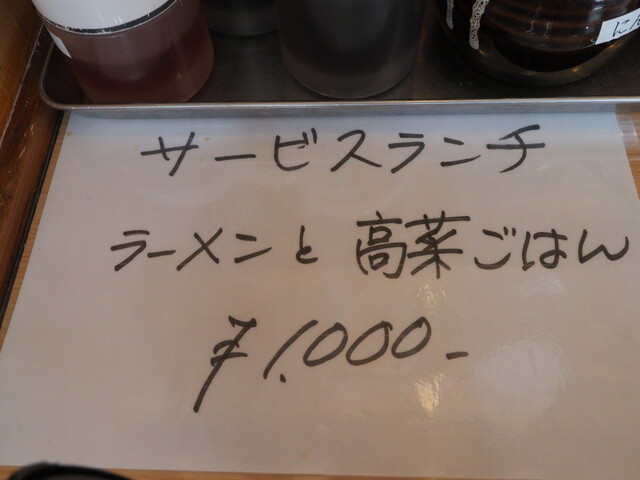 サービスランチ
ラーメンと高菜ごはん
¥1,000-